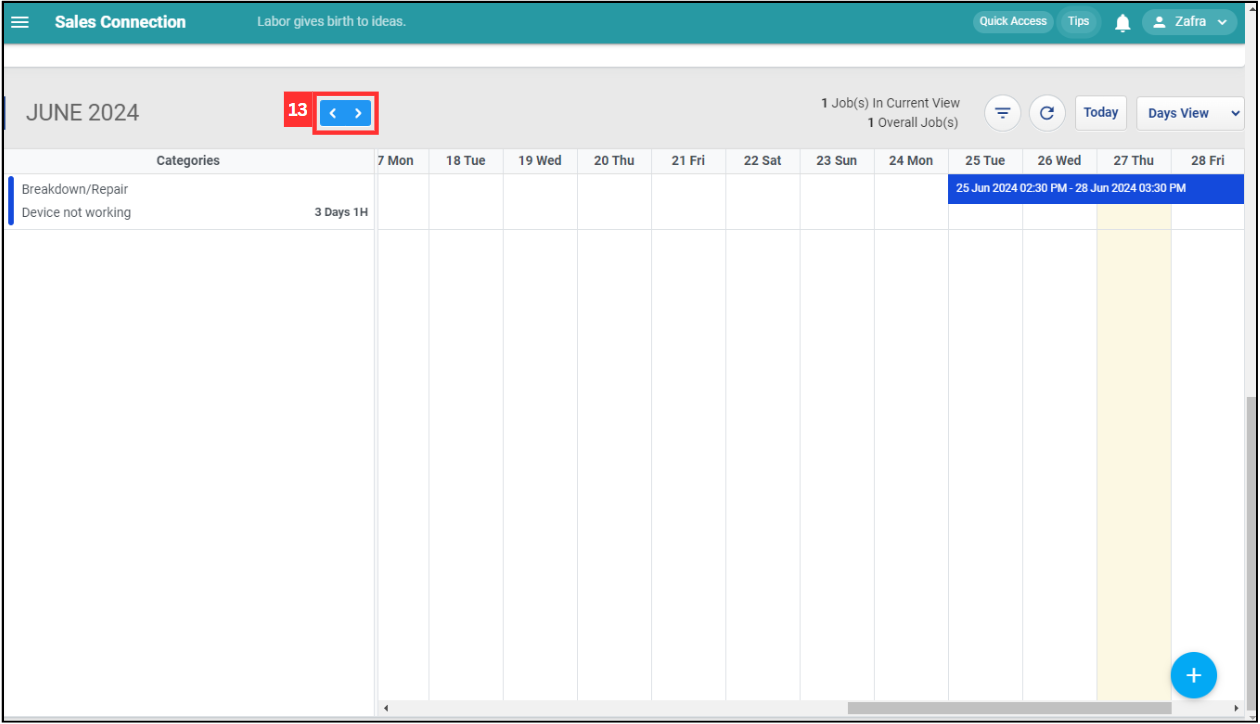 Sales Connection
Labor gives birth to ideas.
Quick Access
Tips
Zafra
JUNE 2024
13
1 Job(s) In Current View
1 Overall Job(s)
Today
Days View
Categories
7 Mon
18 Tue
19 Wed
20 Thu
21 Fri
22 Sat
23 Sun
24 Mon
25 Tue
26 Wed
27 Thu
28 Fri
Breakdown/Repair
25 Jun 2024 02:30 PM - 28 Jun 2024 03:30 PM
Device not working
3 Days 1H